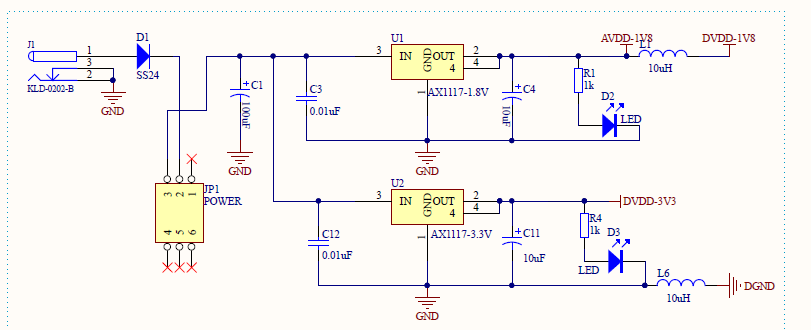 J1
1
3
2
KLD-0202-B
GND
D1
SS24
JP1
POWER
3 2 1
4 5 6
C1
100uF
GND
C3
0.01uF
U1
3 IN GND OUT 2
4
1
AX1117-1.8V
GND
C4
10uF
R1
1k
D2
LED
AVDD-1V8
L1
10uH
DVDD-1V8
C12
0.01uF
U2
3 IN GND OUT 2
4
1
AX1117-3.3V
GND
C11
10uF
R4
1k
D3
LED
DVDD-3V3
L6
10uH
DGND